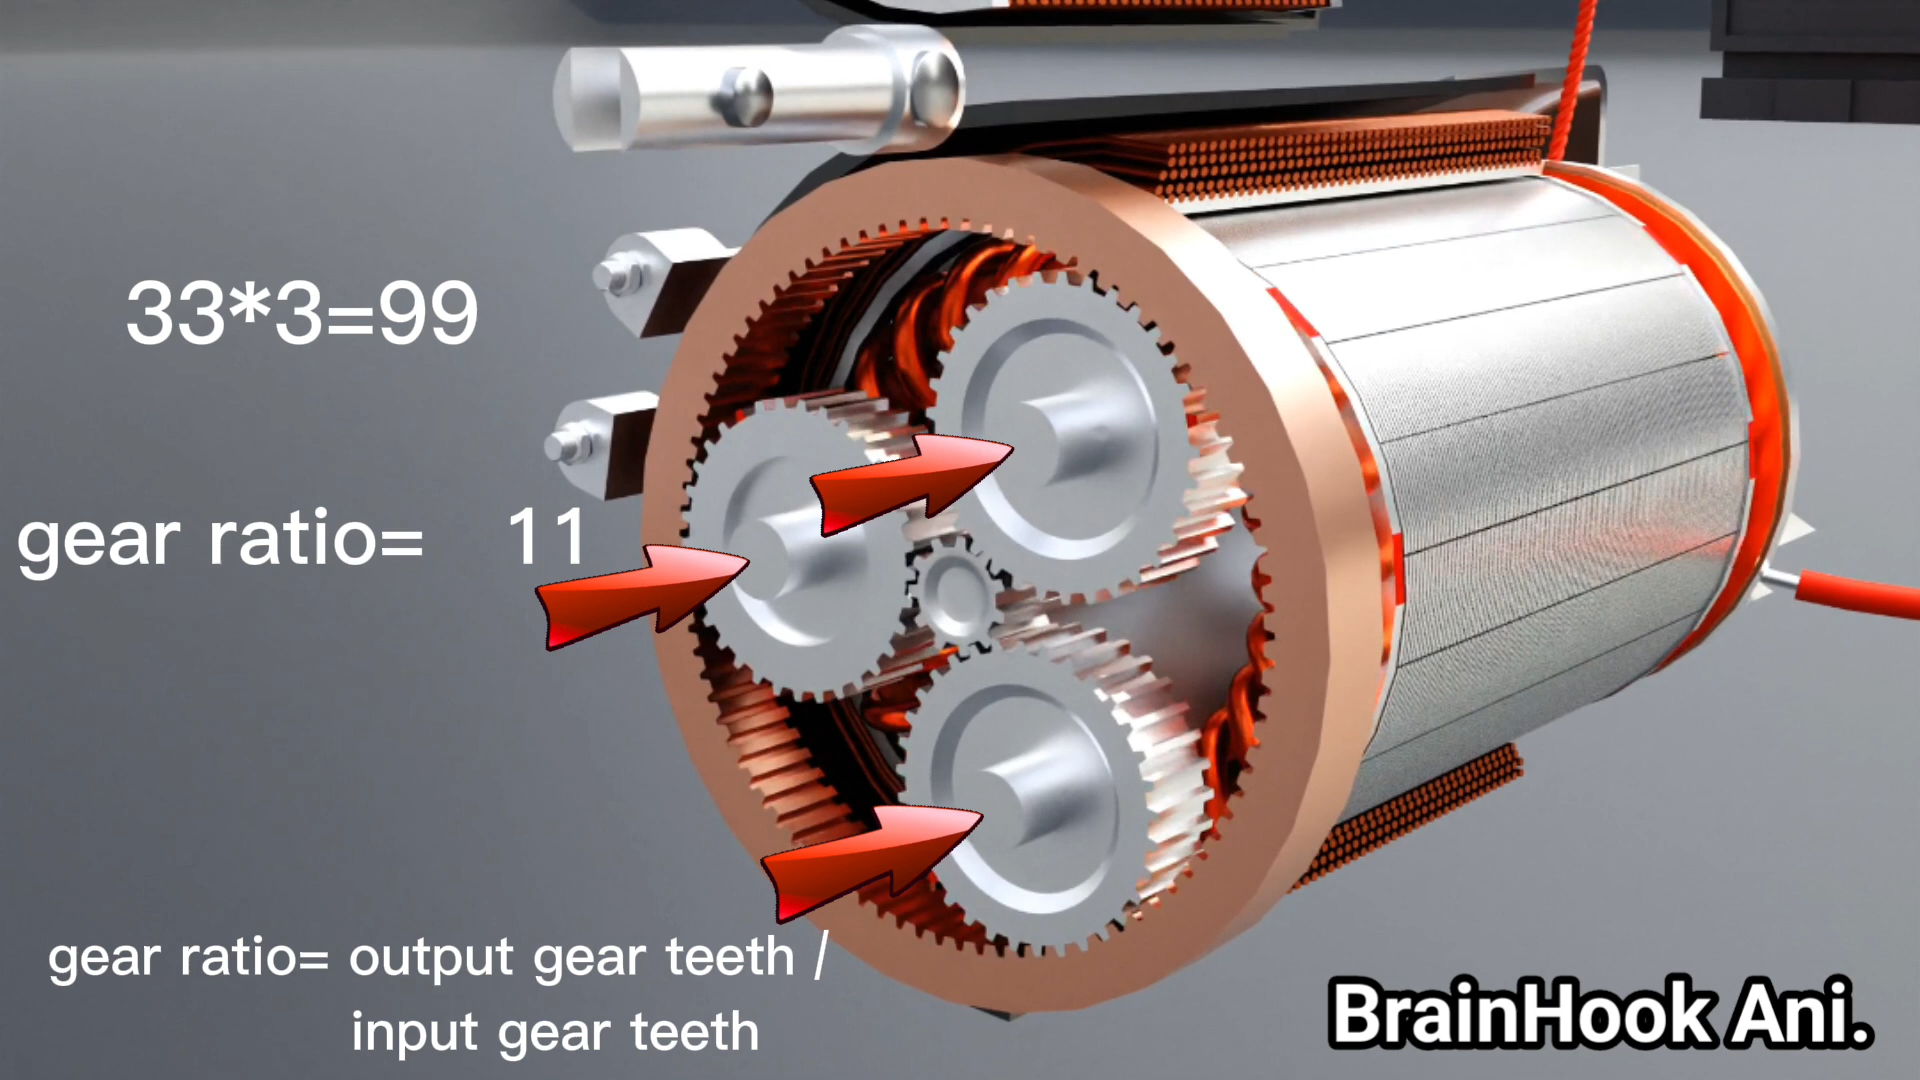 33*3=99
gear ratio= 11
gear ratio= output gear teeth /
input gear teeth
BrainHook Ani.